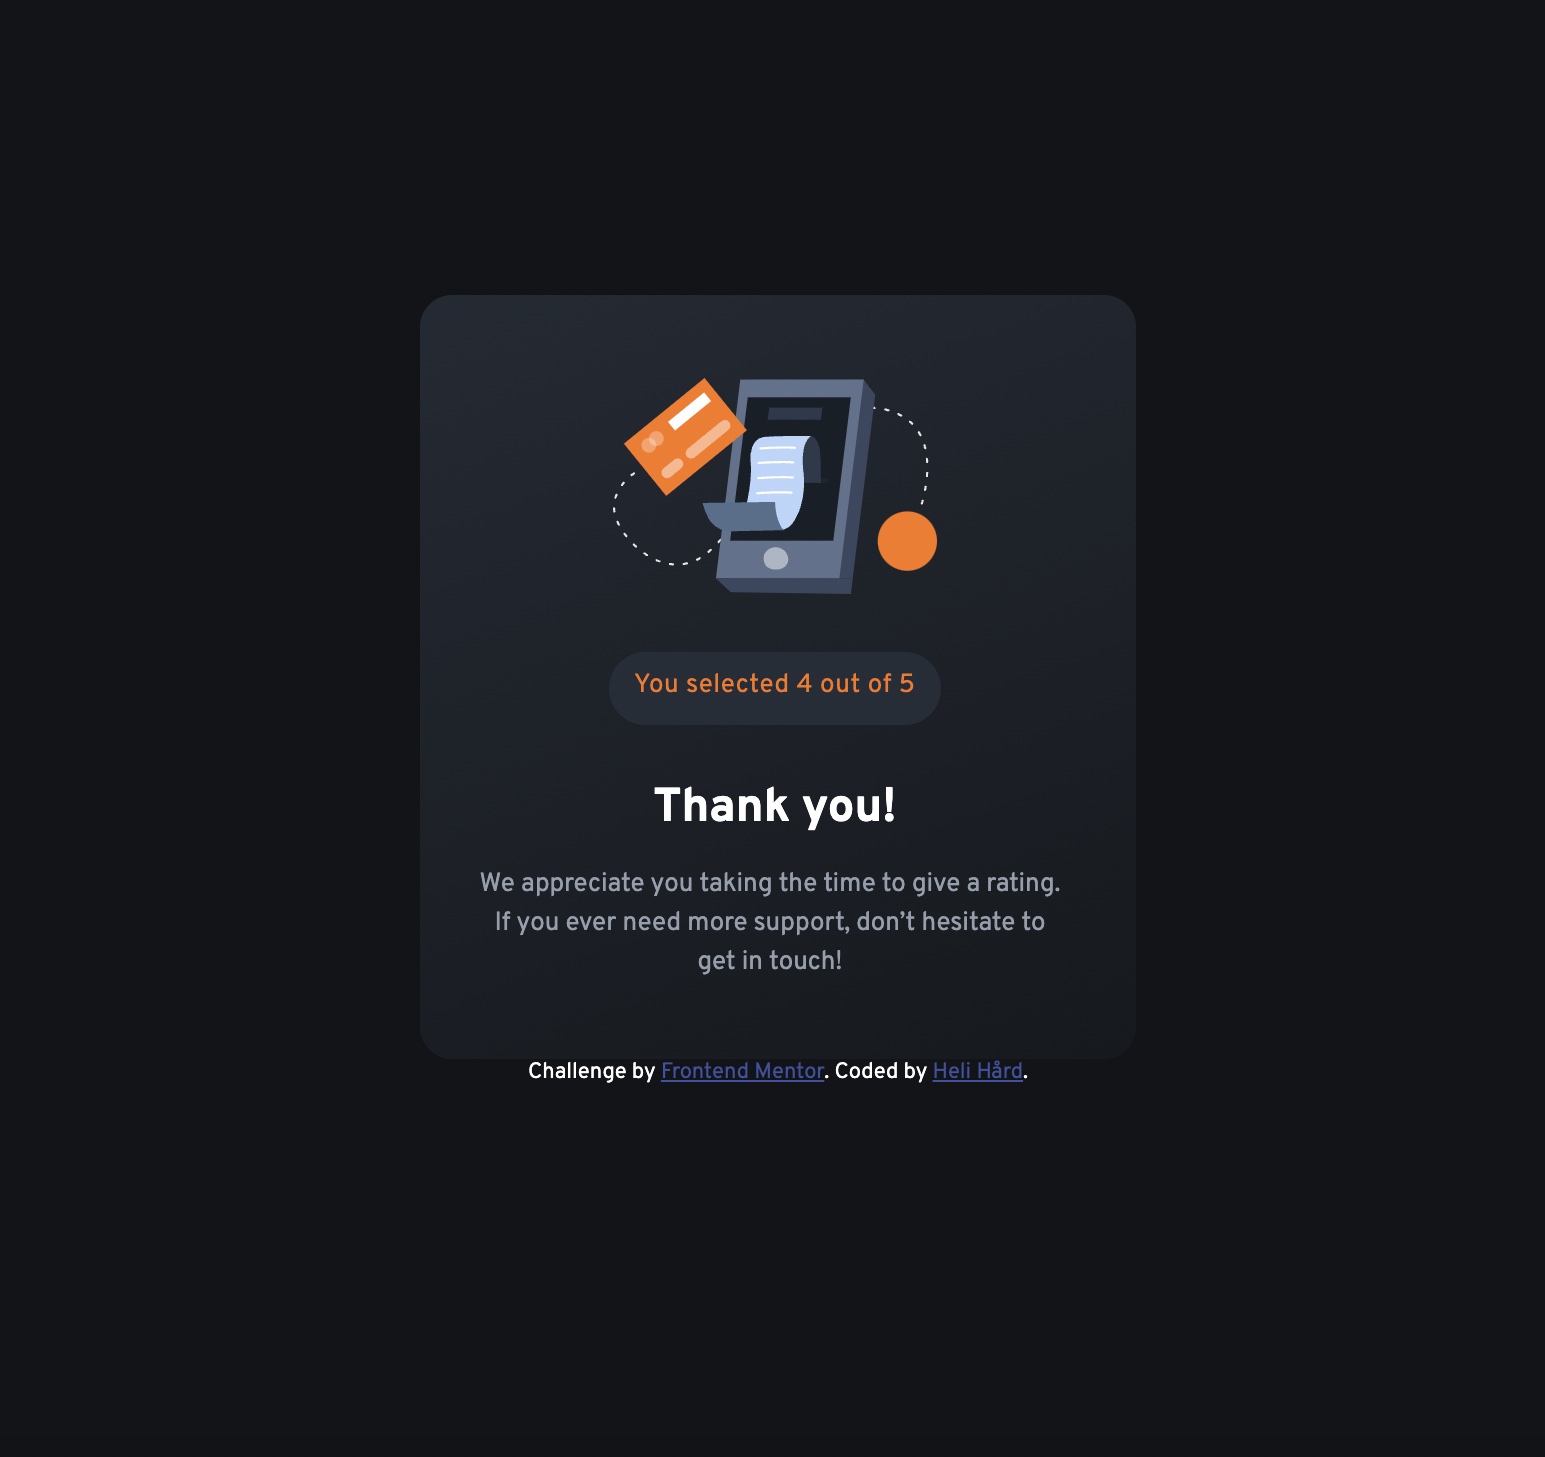 You selected 4 out of 5
Thank you!
We appreciate you taking the time to give a rating.
If you ever need more support, don’t hesitate to
get in touch!
Challenge by Frontend Mentor. Coded by Heli Hård.